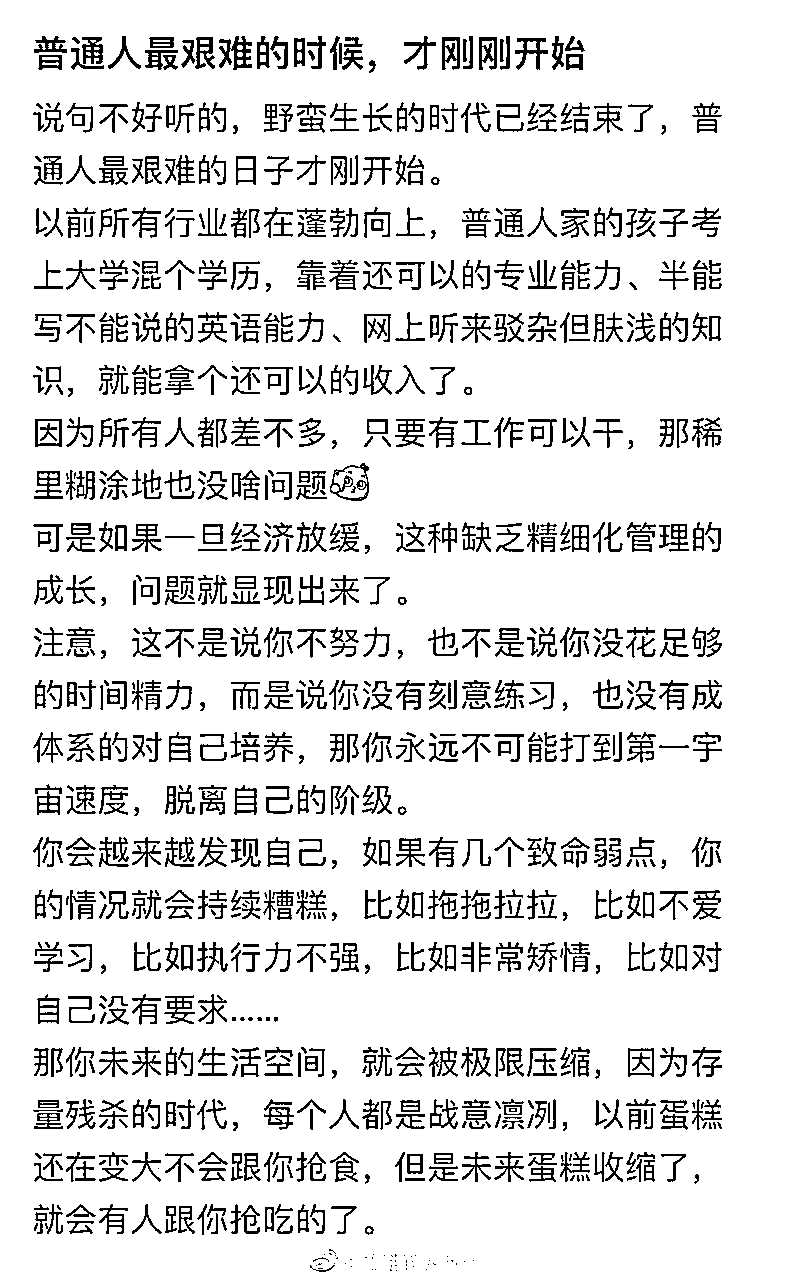 普通人最艰难的时候，才刚刚开始
说句不好听的，野蛮生长的时代已经结束了，普
通人最艰难的日子才刚开始。
以前所有行业都在蓬勃向上，普通人家的孩子考
上大学混个学历，靠着还可以的专业能力、半能
写不能说的英语能力、网上听来驳杂但肤浅的知
识，就能拿个还可以的收入了。
因为所有人都差不多，只要有工作可以干，那稀
里糊涂地也没啥问题
可是如果一旦经济放缓，这种缺乏精细化管理的
成长，问题就显现出来了。
注意，这不是说你不努力，也不是说你没花足够
的时间精力，而是说你没有刻意练习，也没有成
体系的对自己培养，那你永远不可能打到第一宇
宙速度，脱离自己的阶级。
你会越来越发现自己，如果有几个致命弱点，你
的情况就会持续糟糕，比如拖拖拉拉，比如不爱
学习，比如执行力不强，比如非常矫情，比如对
自己没有要求……
那你未来的生活空间，就会被极限压缩，因为存
量残杀的时代，每个人都是战意凛冽，以前蛋糕
还在变大不会跟你抢食，但是未来蛋糕收缩了，
就会有人跟你抢吃的了。